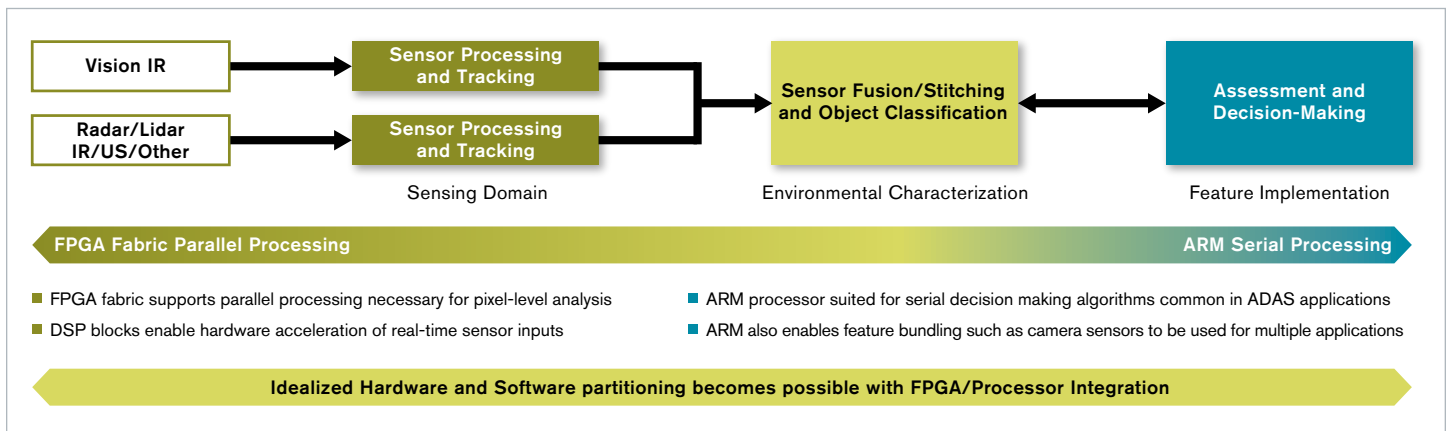 Vision IR
Sensor Processing
and Tracking
Radar/Lidar
IR/US/Other
Sensor Processing
and Tracking
Sensor Fusion/Stitching
and Object Classification
Assessment and
Decision-Making
Sensing Domain
Environmental Characterization
Feature Implementation
FPGA Fabric Parallel Processing
ARM Serial Processing
FPGA fabric supports parallel processing necessary for pixel-level analysis
DSP blocks enable hardware acceleration of real-time sensor inputs
ARM processor suited for serial decision making algorithms common in ADAS applications
ARM also enables feature bundling such as camera sensors to be used for multiple applications
Idealized Hardware and Software partitioning becomes possible with FPGA/Processor Integration